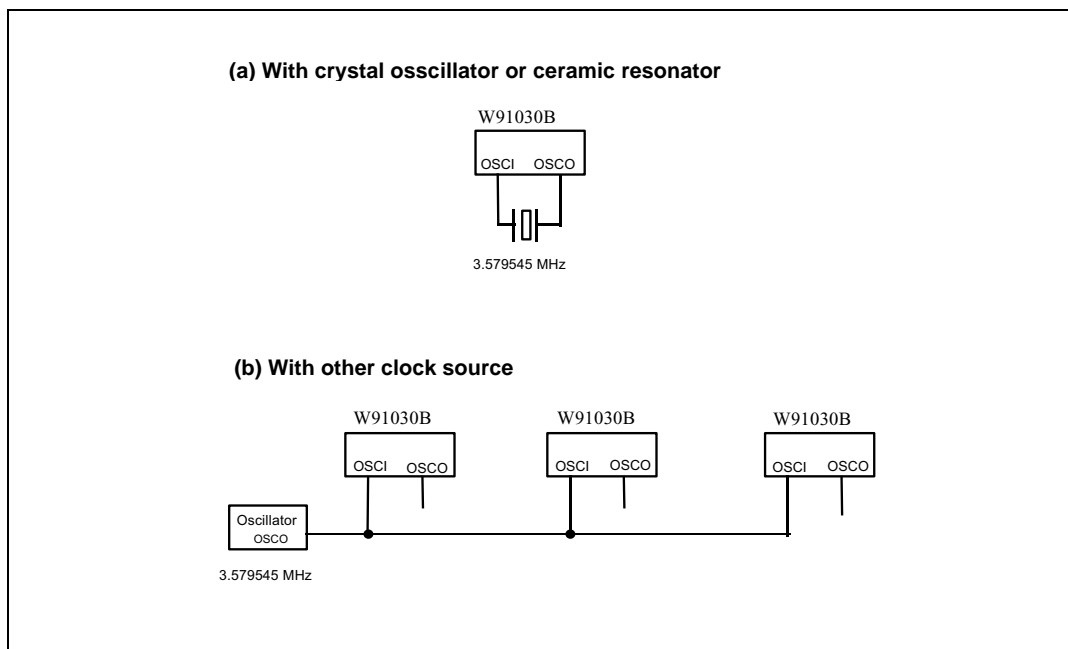 (a) With crystal osscillator or ceramic resonator
W91030B
OSCI OSCO
3.579545 MHz
(b) With other clock source
W91030B W91030B W91030B
OSCI OSCO OSCI OSCO OSCI OSCO
Oscillator
OSCO
3.579545 MHz